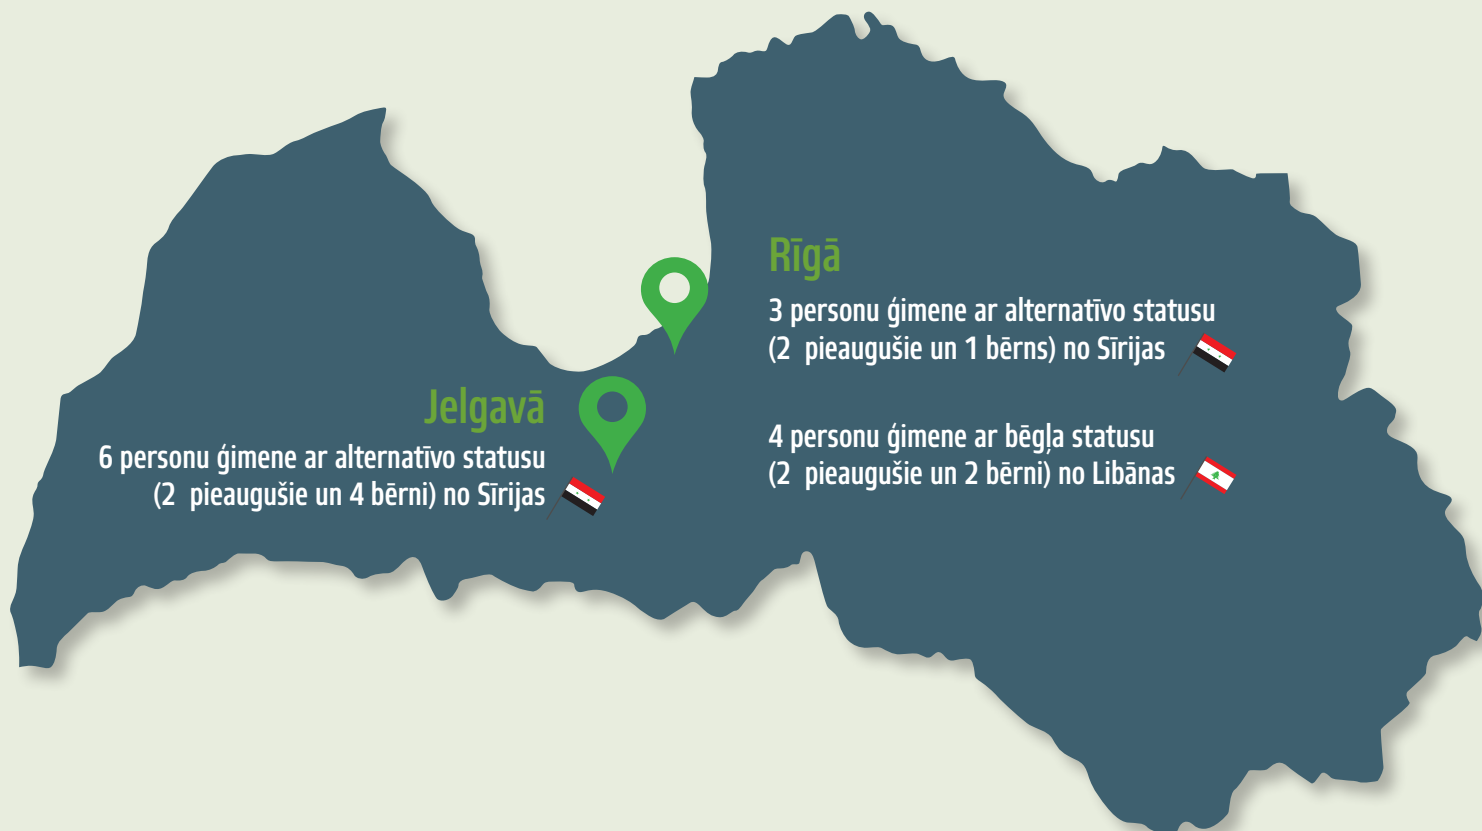 Rīgā
3 personu ģimene ar alternatīvo statusu
(2 pieaugušie un 1 bērns) no Sīrijas
4 personu ģimene ar bēgļa statusu
(2 pieaugušie un 2 bērni) no Libānas
Jelgavā
6 personu ģimene ar alternatīvo statusu
(2 pieaugušie un 4 bērni) no Sīrijas